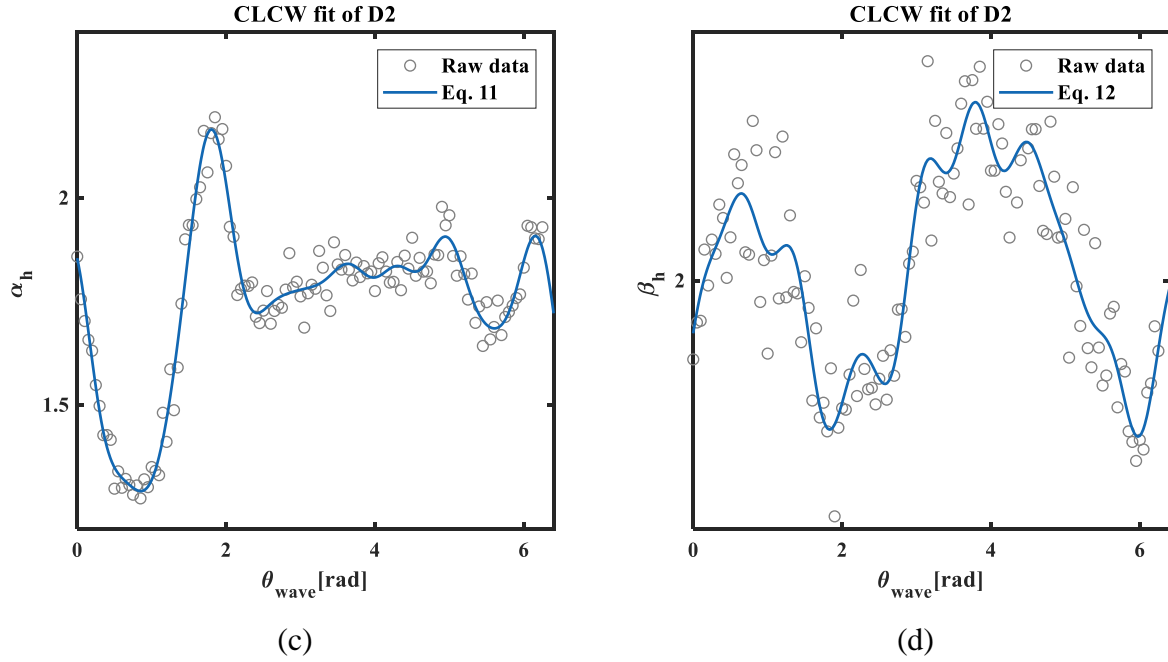 CLCW fit of D2
Raw data
Eq. 11
2
1.5
α_h
0 2 4 6
θ_wave[rad]
(c)
CLCW fit of D2
Raw data
Eq. 12
2
β_h
0 2 4 6
θ_wave[rad]
(d)